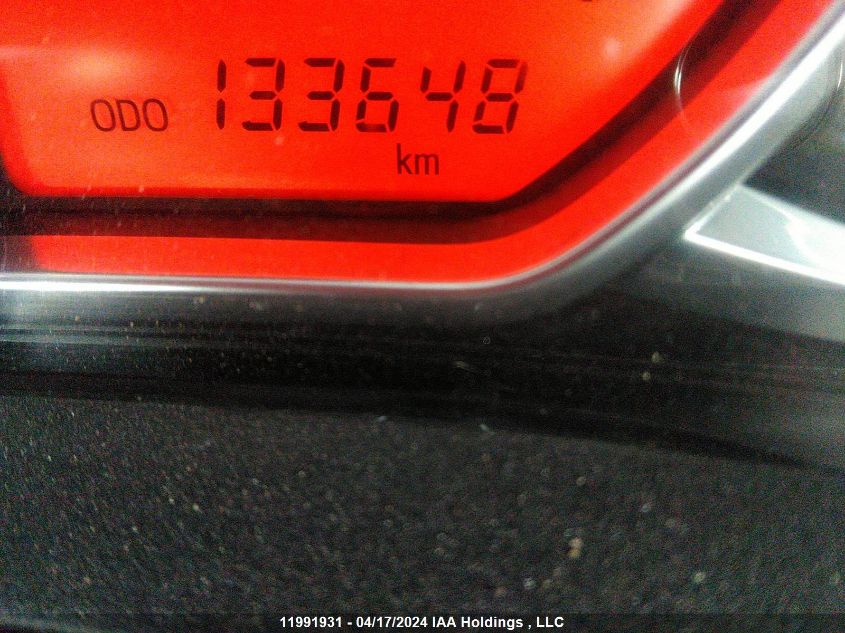 ODO 133648
km
11991931 - 04/17/2024 IAA Holdings , LLC